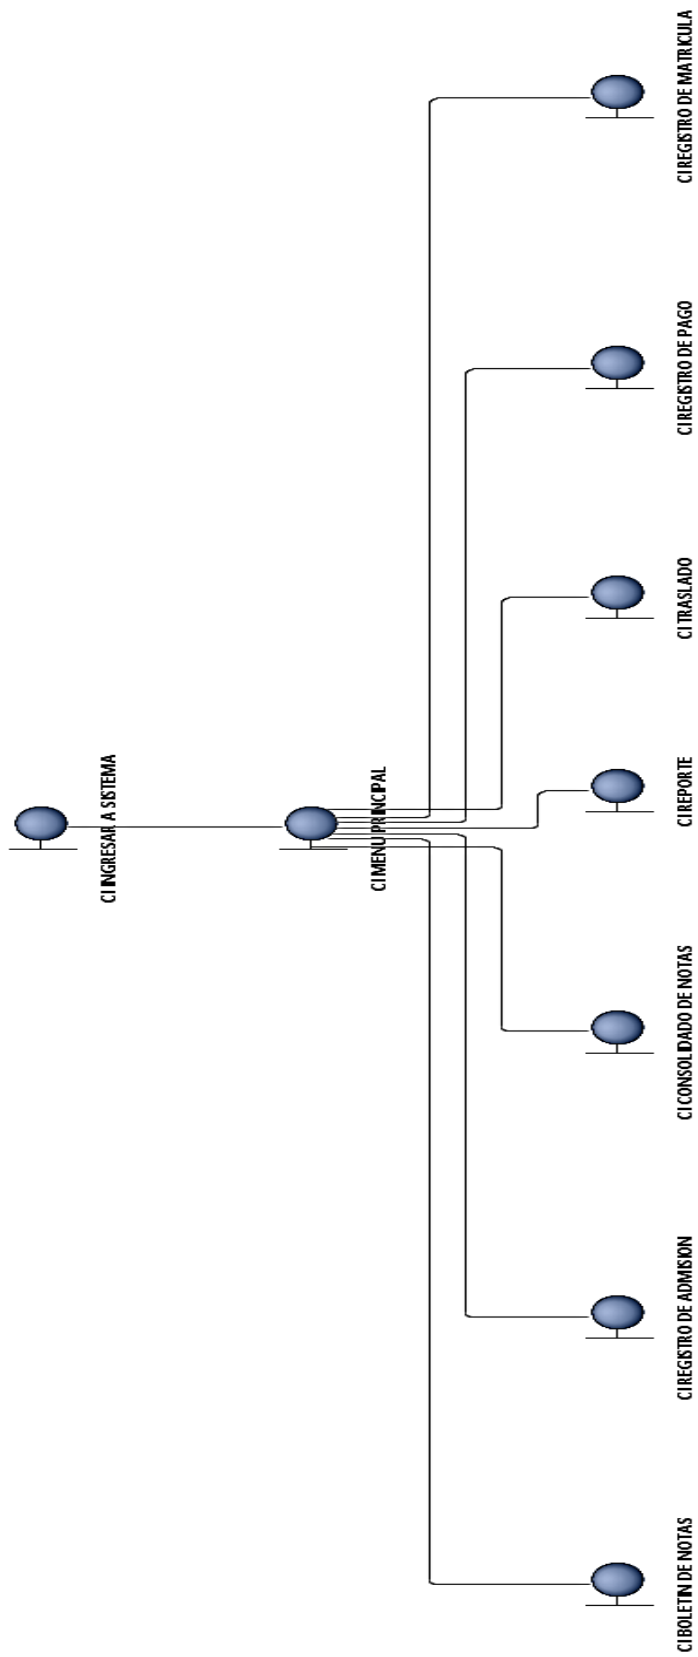 CI INGRESAR A SISTEMA
CI MENU PRINCIPAL
CI BOLETIN DE NOTAS
CI REGISTRO DE ADMISION
CI CONSOLIDADO DE NOTAS
CI REPORTE
CI TRASLADO
CI REGISTRO DE PAGO
CI REGISTRO DE MATRICULA